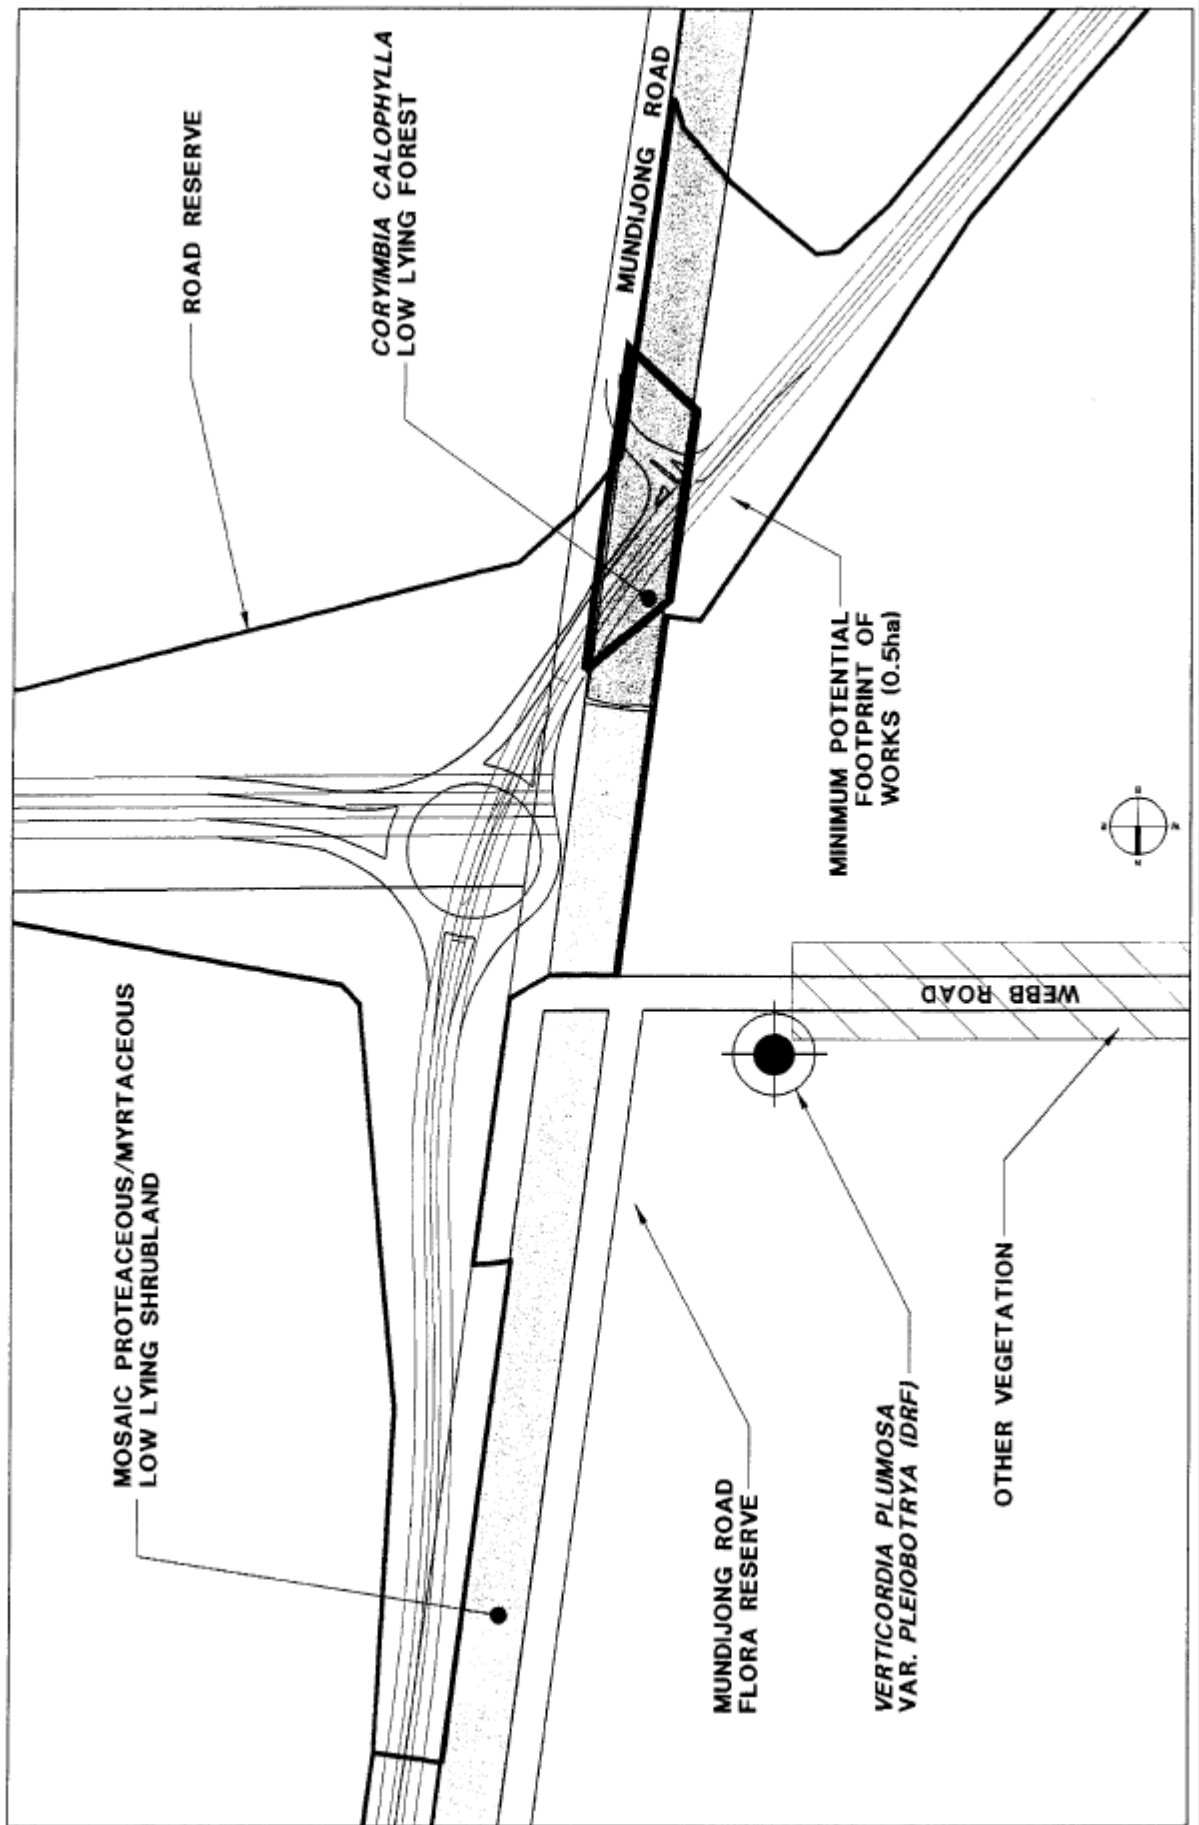 ROAD RESERVE
CORYIMBIA CALOPHYLLA
LOW LYING FOREST
MUNDIJONG ROAD
MOSAIC PROTEACEOUS/MYRTACEOUS
LOW LYING SHRUBLAND
MINIMUM POTENTIAL
FOOTPRINT OF
WORKS (0.5ha)
WEBB ROAD
MUNDIJONG ROAD
FLORA RESERVE
VERTICORDIA PLUMOSA
VAR. PLEIOBOTRYA (DRF)
OTHER VEGETATION